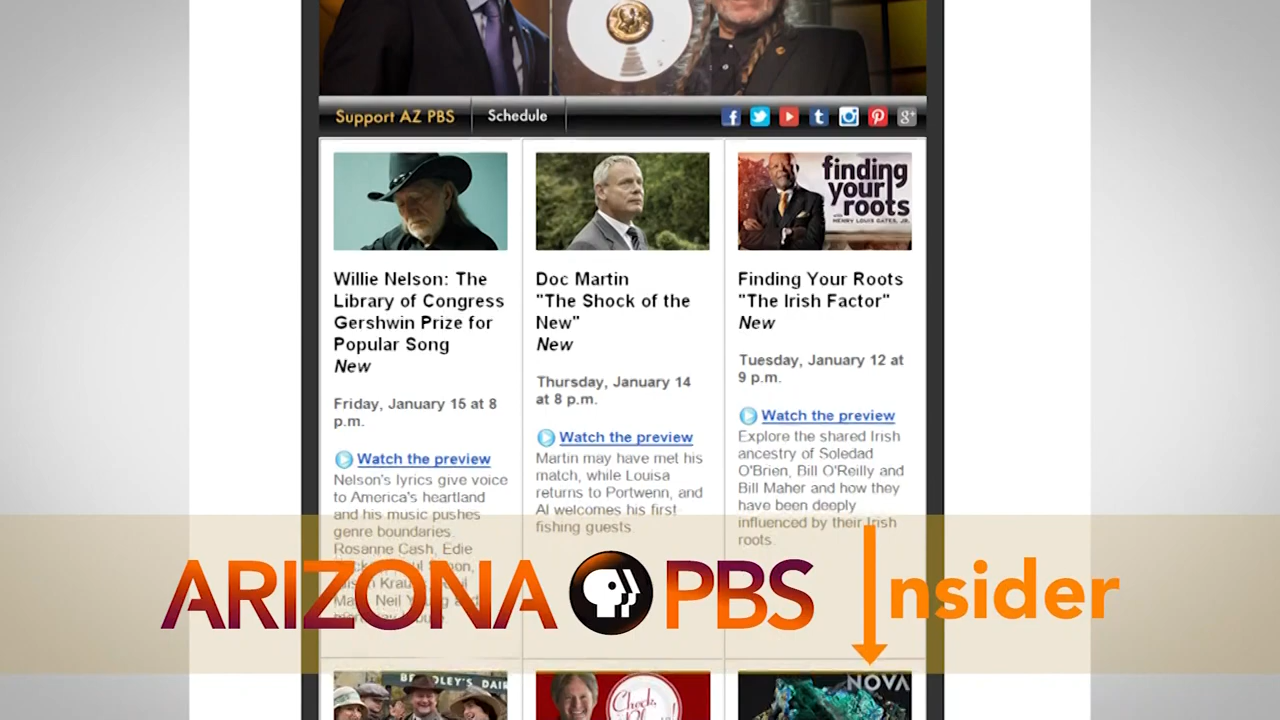 Support AZ PBS
Schedule
finding
your
roots
HENRY LOUIS GATES, JR.
Willie Nelson: The
Library of Congress
Gershwin Prize for
Popular Song
New
Friday, January 15 at 8
p.m.
Watch the preview
Nelson's lyrics give voice
to America's heartland
and his music pushes
genre boundaries.
Rosanne Cash, Edie
Doc Martin
"The Shock of the
New"
New
Thursday, January 14
at 8 p.m.
Watch the preview
Martin may have met his
match, while Louisa
returns to Portwenn, and
Al welcomes his first
fishing guests.
Finding Your Roots
"The Irish Factor"
New
Tuesday, January 12 at
9 p.m.
Watch the preview
Explore the shared Irish
ancestry of Soledad
O'Brien, Bill O'Reilly and
Bill Maher and how they
have been deeply
influenced by their Irish
roots.
ARIZONA PBS Insider
Check,
NOVA